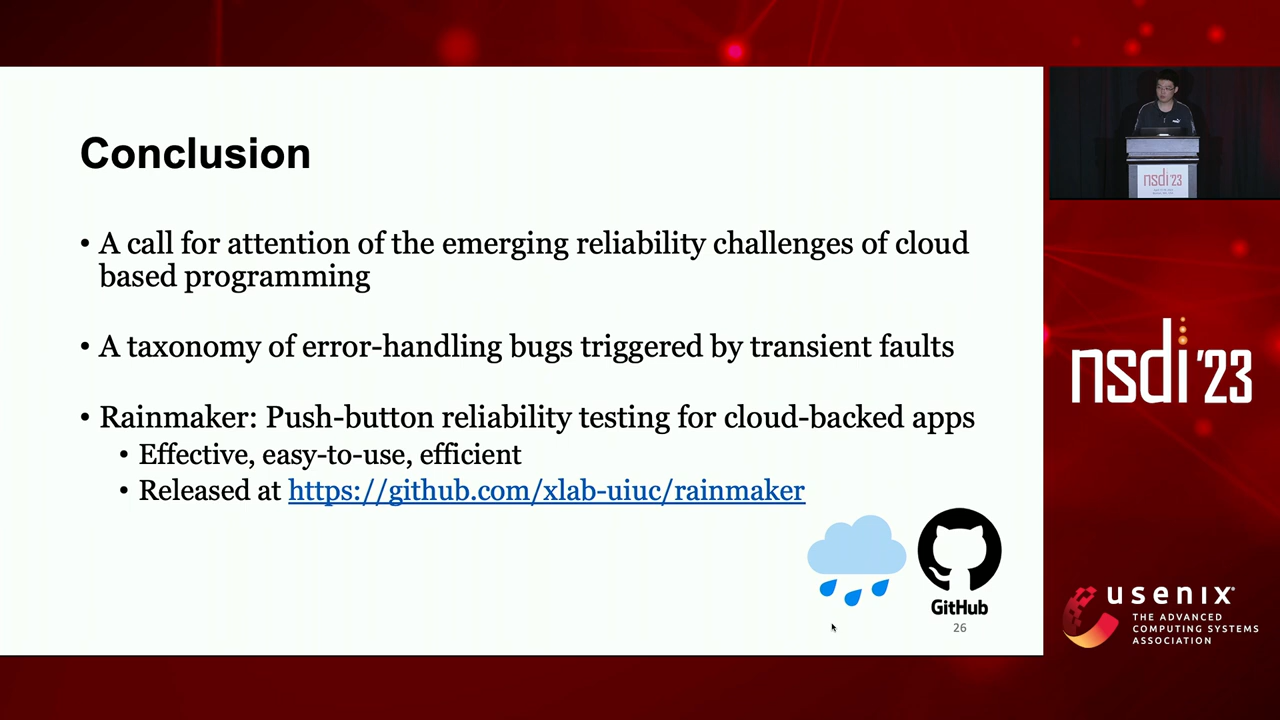 Conclusion
• A call for attention of the emerging reliability challenges of cloud
based programming
• A taxonomy of error-handling bugs triggered by transient faults
• Rainmaker: Push-button reliability testing for cloud-backed apps
• Effective, easy-to-use, efficient
• Released at https://github.com/xlab-uiuc/rainmaker
GitHub
26
nsdi'23
nsdi'23
usenix®
THE ADVANCED
COMPUTING SYSTEMS
ASSOCIATION